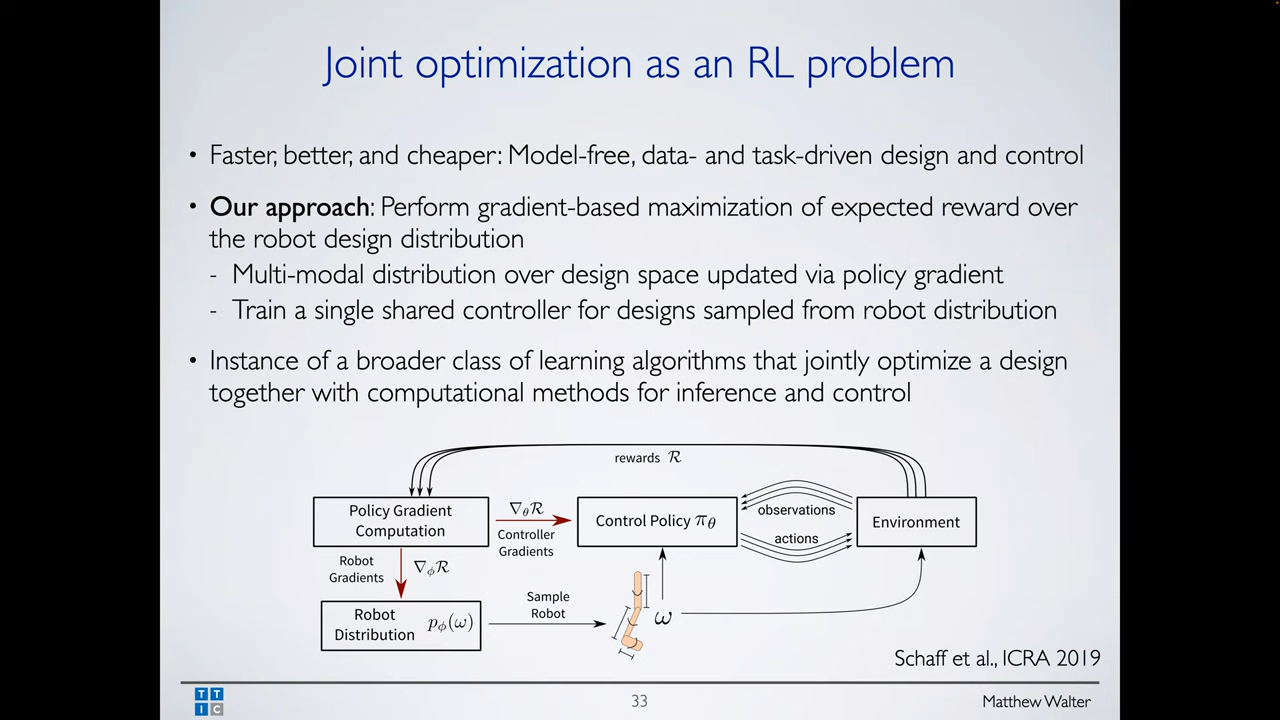 Joint optimization as an RL problem
• Faster, better, and cheaper: Model-free, data- and task-driven design and control
• Our approach: Perform gradient-based maximization of expected reward over
the robot design distribution
- Multi-modal distribution over design space updated via policy gradient
- Train a single shared controller for designs sampled from robot distribution
• Instance of a broader class of learning algorithms that jointly optimize a design
together with computational methods for inference and control
rewards ℛ
Policy Gradient
Computation
∇θℛ
Controller
Gradients
Control Policy πθ
observations
actions
Environment
Robot
Gradients
∇ϕℛ
Robot
Distribution pϕ(ω)
Sample
Robot
ω
Schaff et al., ICRA 2019
T T
I C
33
Matthew Walter